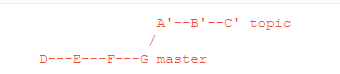 A'--B'--C' topic
             /
D---E---F---G master